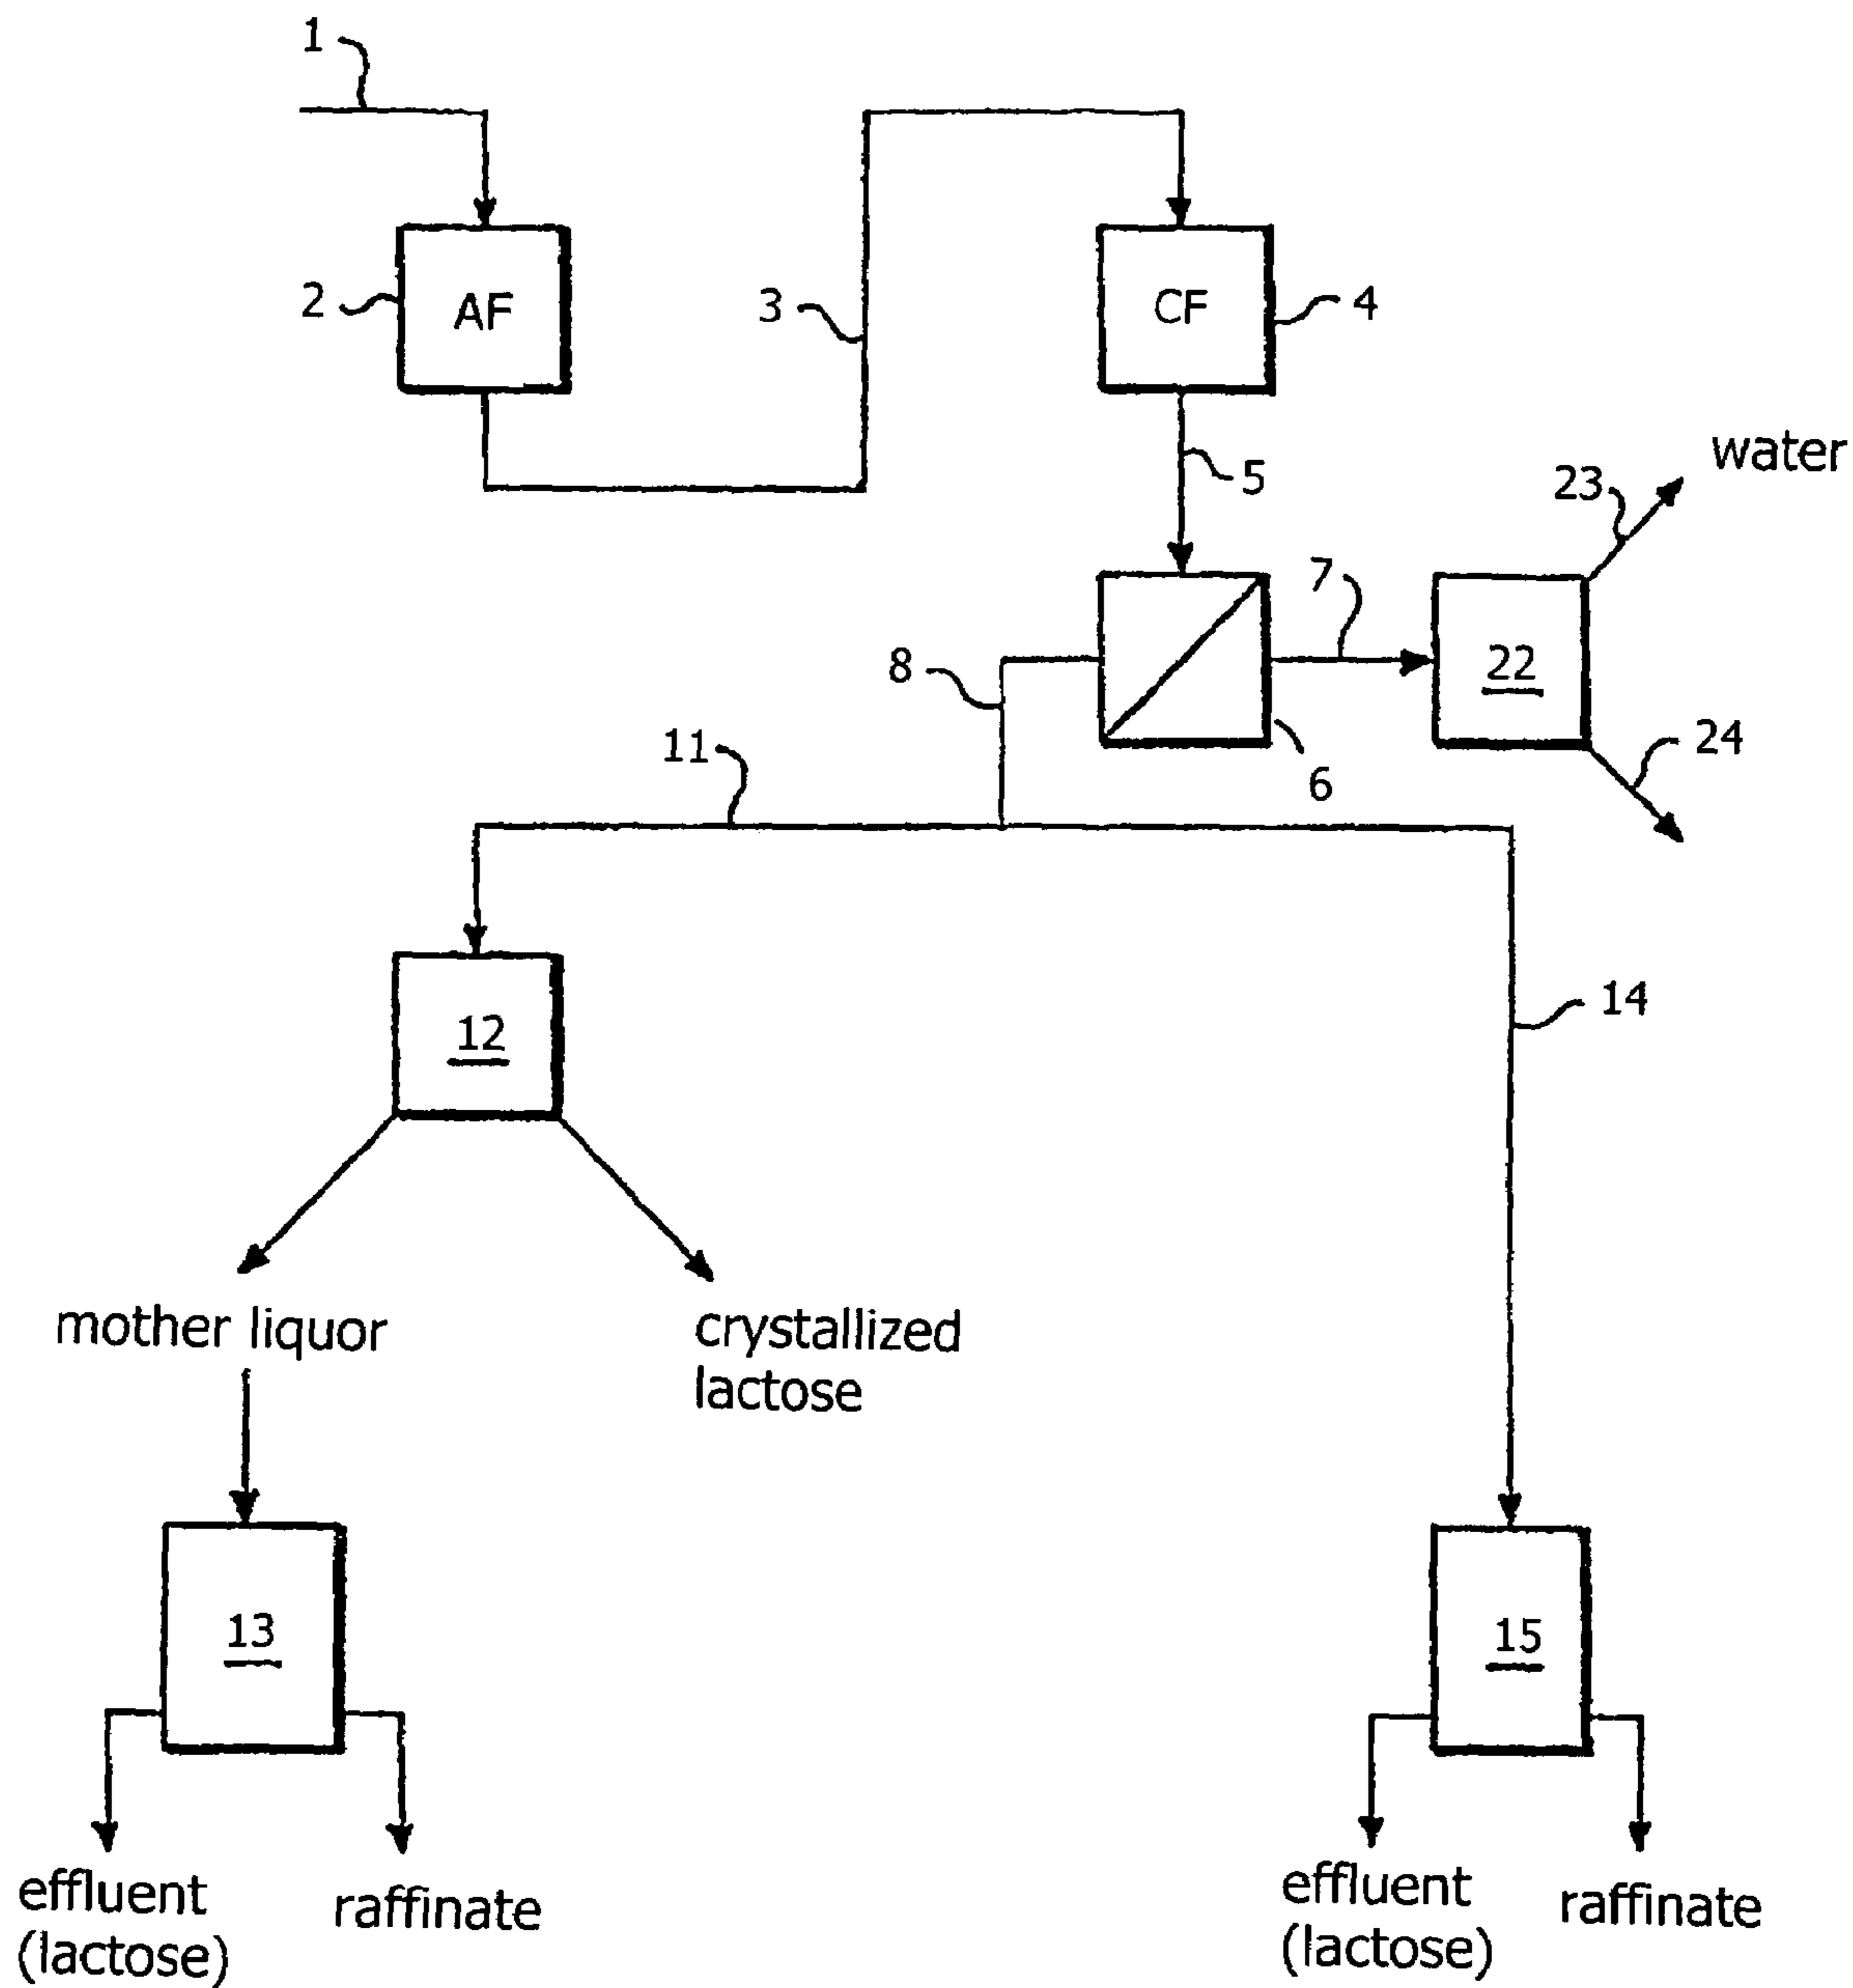 1
2
AF
3
CF
4
5
water
23
7
22
8
6
24
11
12
14
mother liquor
crystallized
lactose
13
15
effluent
(lactose)
raffinate
effluent
(lactose)
raffinate